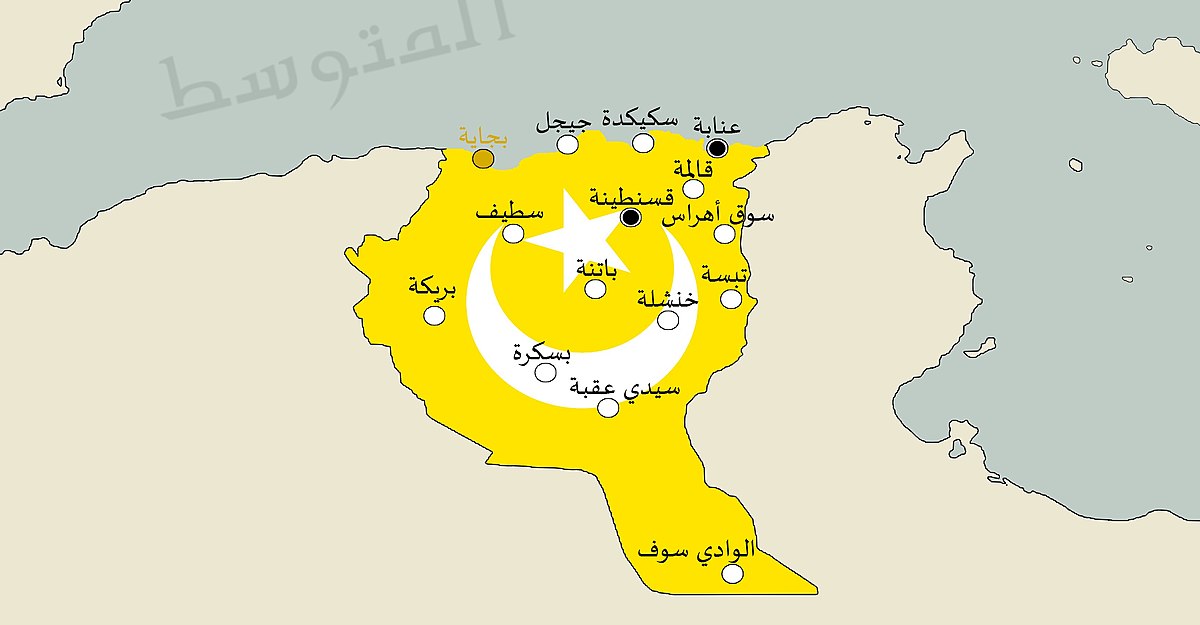 المتوسط
بجاية
جيجل
سكيكدة
عنابة
قالمة
قسنطينة
سطيف
سوق أهراس
باتنة
تبسة
بريكة
خنشلة
بسكرة
سيدي عقبة
الوادي سوف